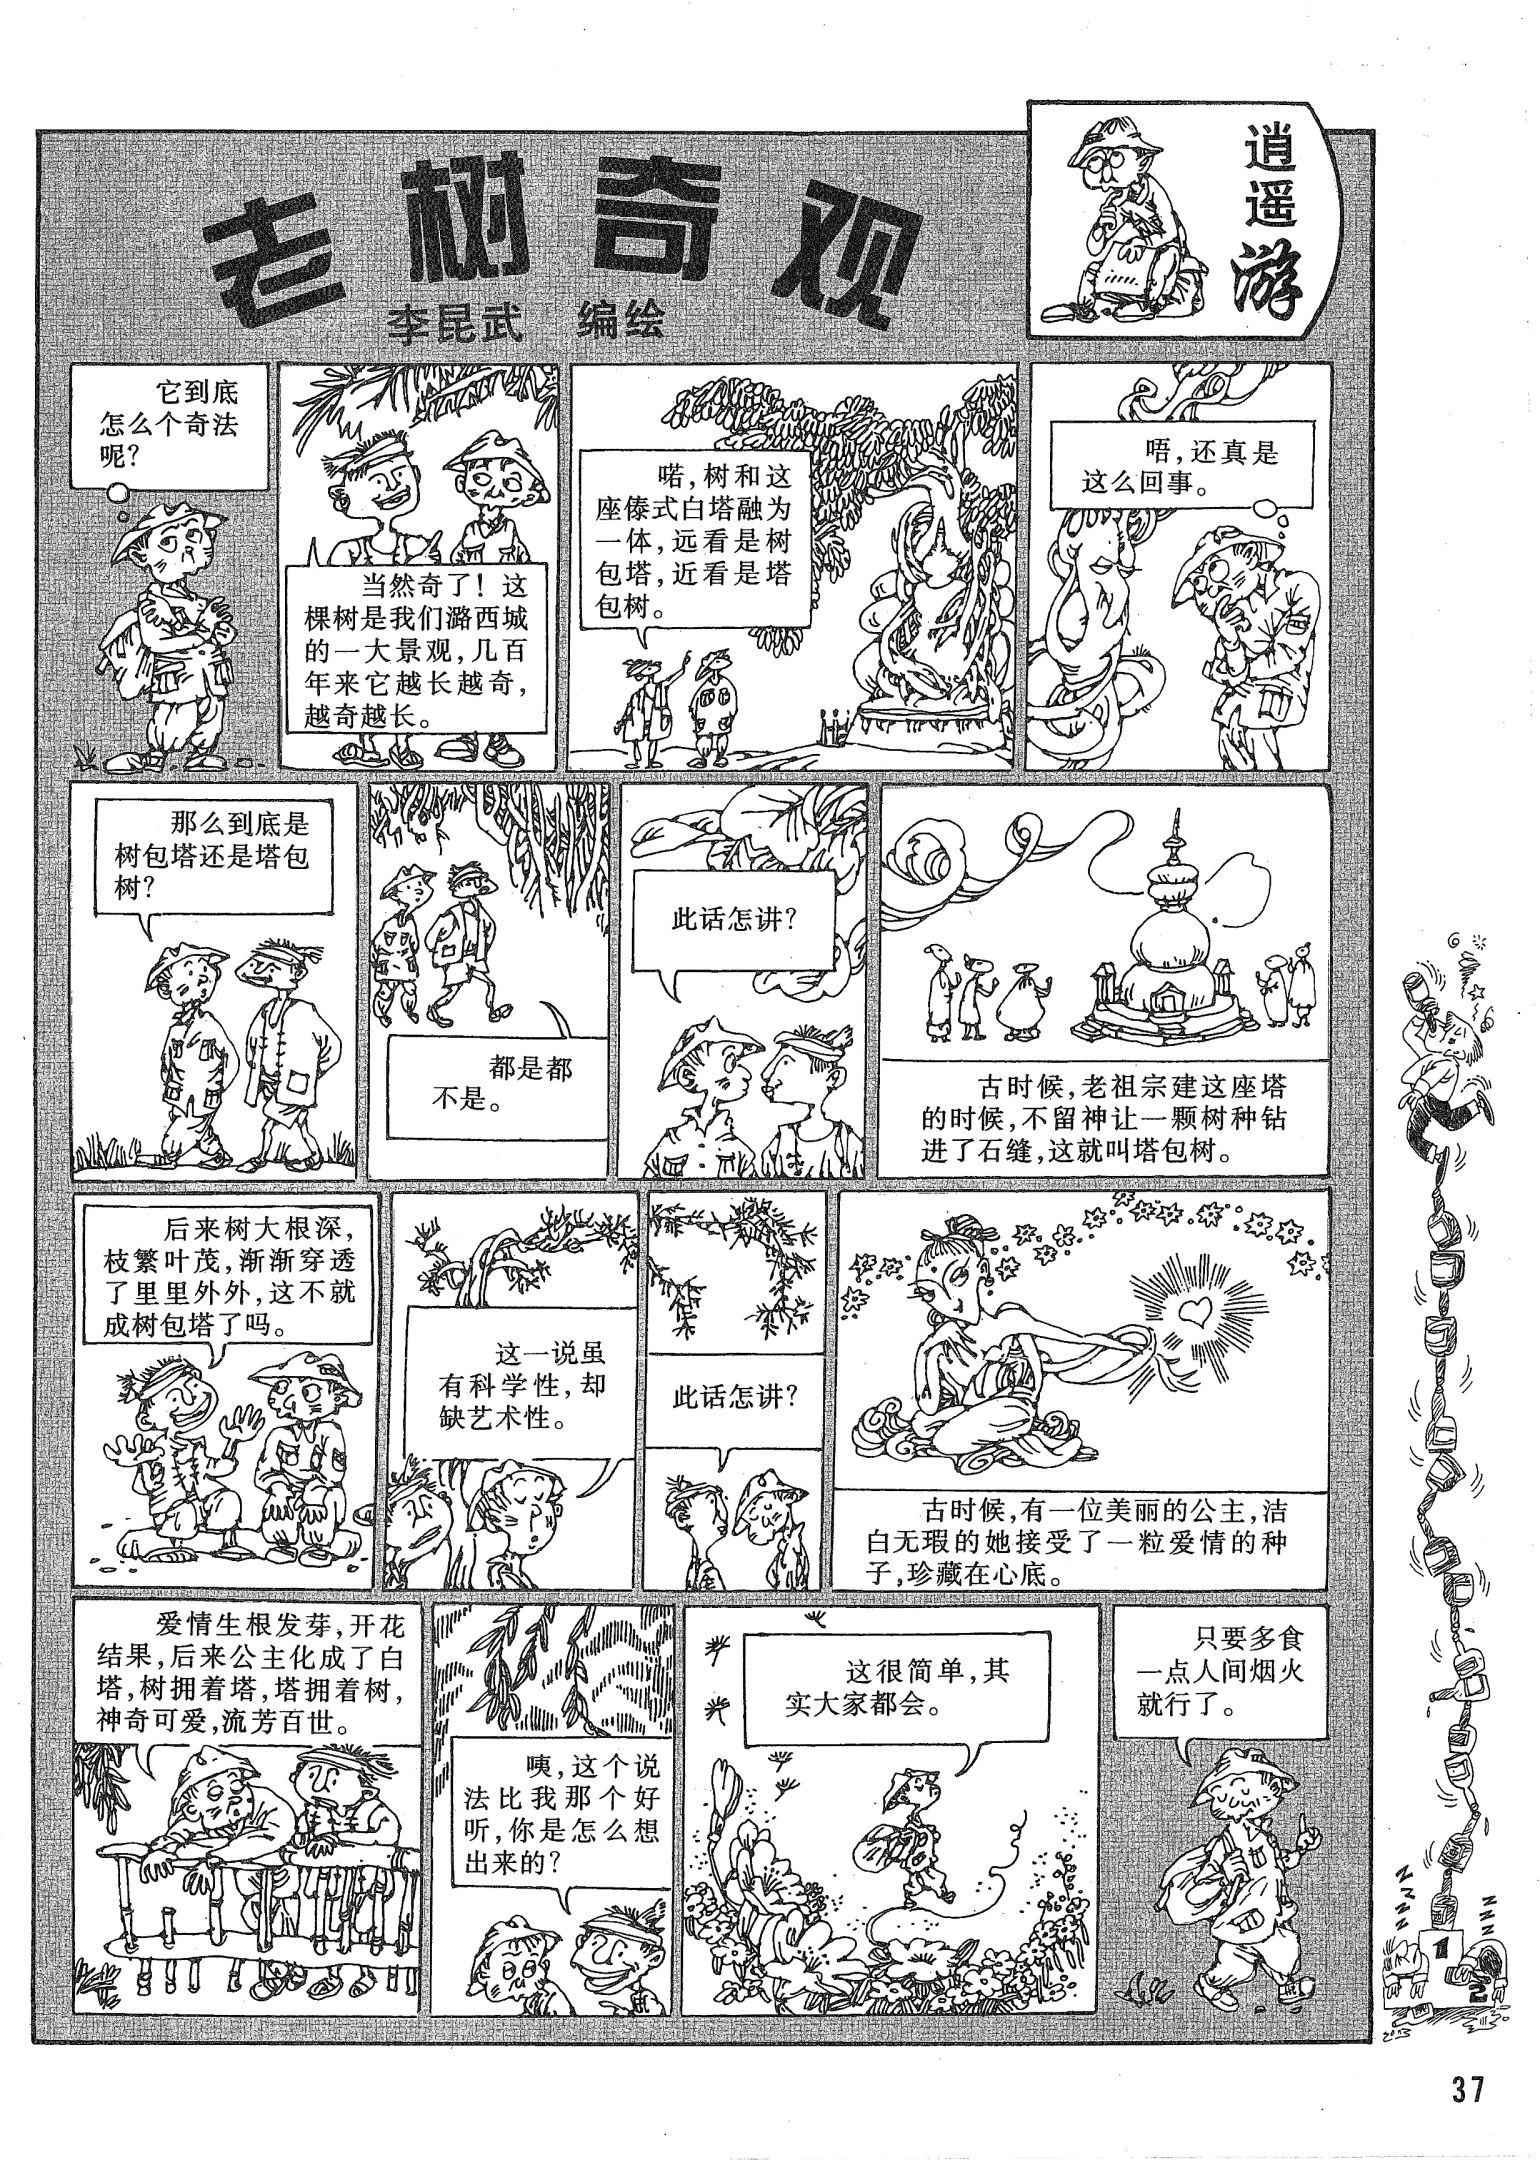 老树奇观
李昆武 编绘
逍遥游
它到底
怎么个奇法
呢?
当然奇了! 这
棵树是我们潞西城
的一大景观,几百
年来它越长越奇,
越奇越长。
喏,树和这
座傣式白塔融为
一体,远看是树
包塔,近看是塔
包树。
唔,还真是
这么回事。
那么到底是
树包塔还是塔包
树?
都是都
不是。
此话怎讲?
古时候,老祖宗建这座塔
的时候,不留神让一颗树种钻
进了石缝,这就叫塔包树。
后来树大根深,
枝繁叶茂,渐渐穿透
了里里外外,这不就
成树包塔了吗。
这一说虽
有科学性,却
缺艺术性。
此话怎讲?
古时候,有一位美丽的公主,洁
白无瑕的她接受了一粒爱情的种
子,珍藏在心底。
爱情生根发芽,开花
结果,后来公主化成了白
塔,树拥着塔,塔拥着树,
神奇可爱,流芳百世。
咦,这个说
法比我那个好
听,你是怎么想
出来的?
这很简单,其
实大家都会。
只要多食
一点人间烟火
就行了。
z z z z
z z z z
1
2
37